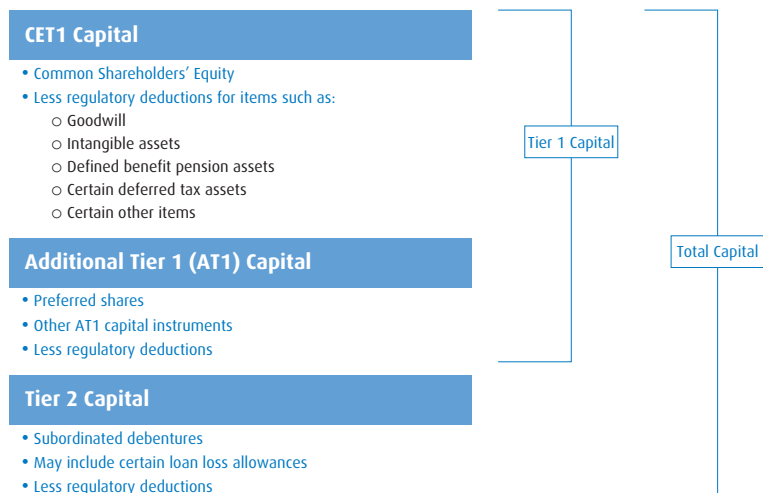 CET1 Capital
• Common Shareholders’ Equity
• Less regulatory deductions for items such as:
○ Goodwill
○ Intangible assets
○ Defined benefit pension assets
○ Certain deferred tax assets
○ Certain other items
Tier 1 Capital
Additional Tier 1 (AT1) Capital
Total Capital
• Preferred shares
• Other AT1 capital instruments
• Less regulatory deductions
Tier 2 Capital
• Subordinated debentures
• May include certain loan loss allowances
• Less regulatory deductions